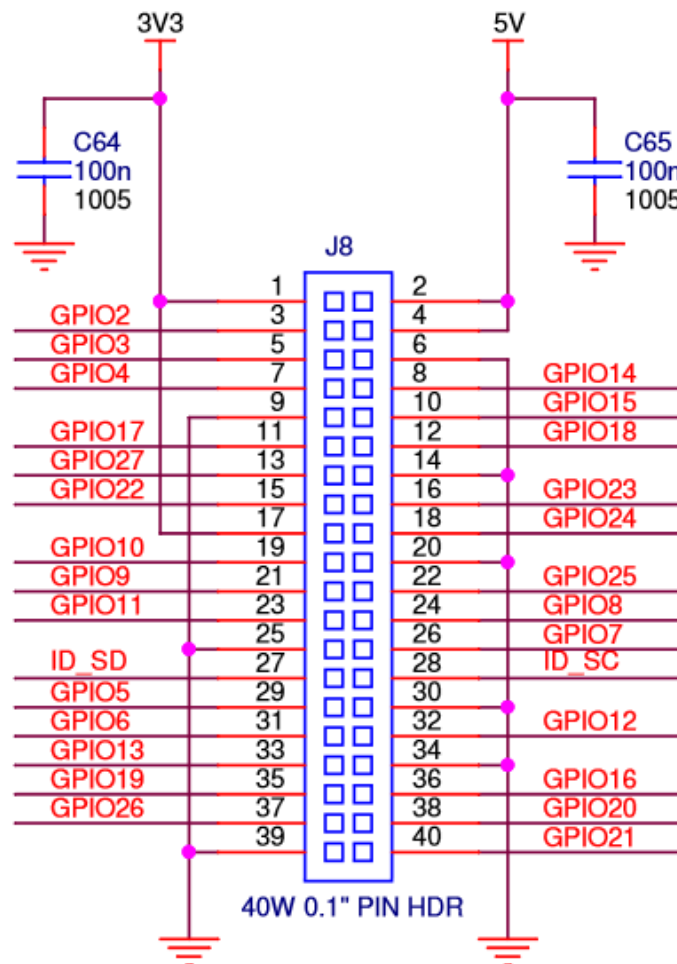 3V3 5V
C64 C65
100n 100n
1005 1005
J8
1 2
GPIO2 3 4
GPIO3 5 6
GPIO4 7 8 GPIO14
9 10 GPIO15
GPIO17 11 12 GPIO18
GPIO27 13 14
GPIO22 15 16 GPIO23
17 18 GPIO24
GPIO10 19 20
GPIO9 21 22 GPIO25
GPIO11 23 24 GPIO8
25 26 GPIO7
ID_SD 27 28 ID_SC
GPIO5 29 30
GPIO6 31 32 GPIO12
GPIO13 33 34
GPIO19 35 36 GPIO16
GPIO26 37 38 GPIO20
39 40 GPIO21
40W 0.1" PIN HDR